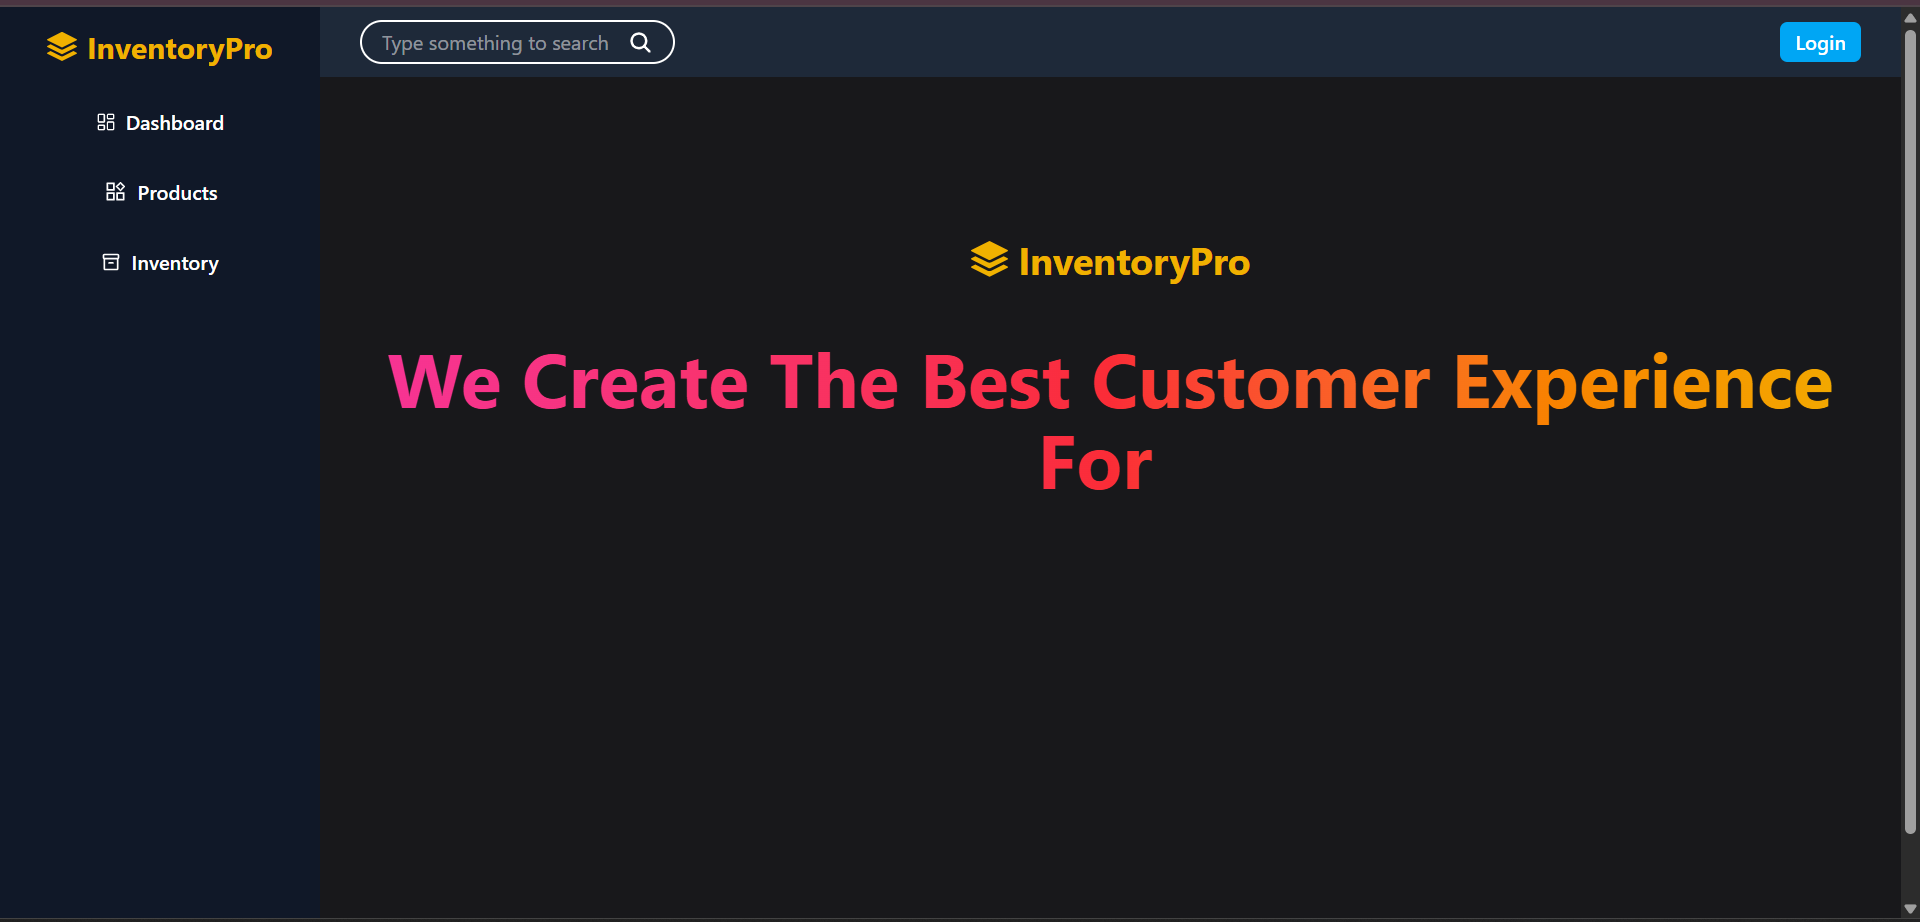 InventoryPro
Type something to search
Login
Dashboard
Products
Inventory
InventoryPro
We Create The Best Customer Experience
For